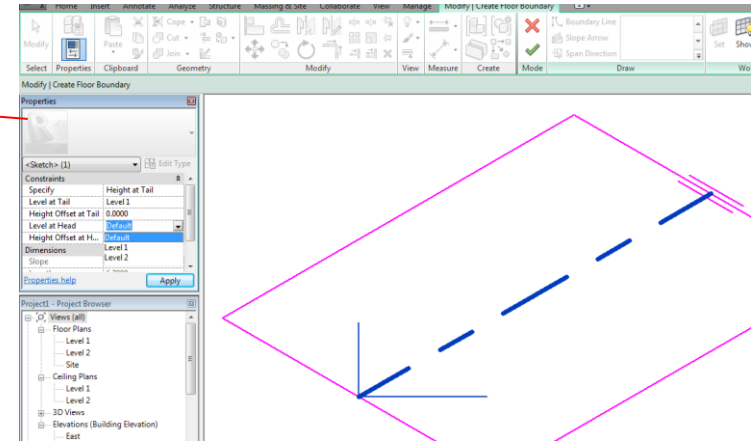 Home Insert Annotate Analyze Structure Massing & Site Collaborate View Manage Modify | Create Floor Boundary
Modify
Paste
Cope
Cut
Join
Boundary Line
Slope Arrow
Span Direction
Set Show
Select Properties Clipboard Geometry Modify View Measure Create Mode Draw
Modify | Create Floor Boundary
Properties
<Sketch> (1) Edit Type
Constraints
Specify Height at Tail
Level at Tail Level 1
Height Offset at Tail 0.0000
Level at Head Default
Height Offset at H... Default
Level 1
Dimensions
Level 2
Slope
Properties help Apply
Project1 - Project Browser
Views (all)
Floor Plans
Level 1
Level 2
Site
Ceiling Plans
Level 1
Level 2
3D Views
Elevations (Building Elevation)
East